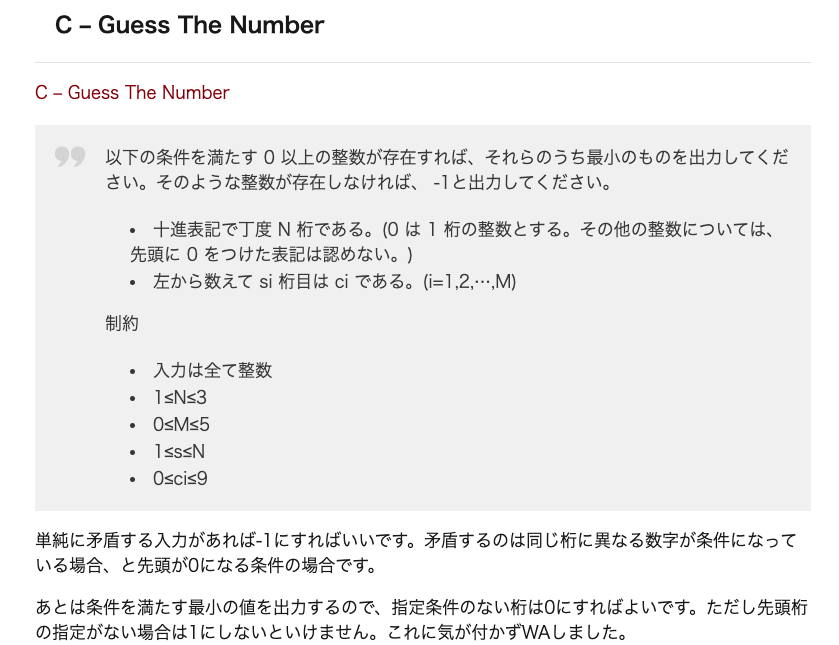 C – Guess The Number
C – Guess The Number
以下の条件を満たす 0 以上の整数が存在すれば、それらのうち最小のものを出力してくだ
さい。そのような整数が存在しなければ、 -1と出力してください。
• 十進表記で丁度 N 桁である。(0 は 1 桁の整数とする。その他の整数については、
先頭に 0 をつけた表記は認めない。)
• 左から数えて si 桁目は ci である。(i=1,2,…,M)
制約
• 入力は全て整数
• 1≤N≤3
• 0≤M≤5
• 1≤s≤N
• 0≤ci≤9
単純に矛盾する入力があれば-1にすればいいです。矛盾するのは同じ桁に異なる数字が条件になって
いる場合、と先頭が0になる条件の場合です。
あとは条件を満たす最小の値を出力するので、指定条件のない桁は0にすればよいです。ただし先頭桁
の指定がない場合は1にしないといけません。これに気が付かずWAしました。